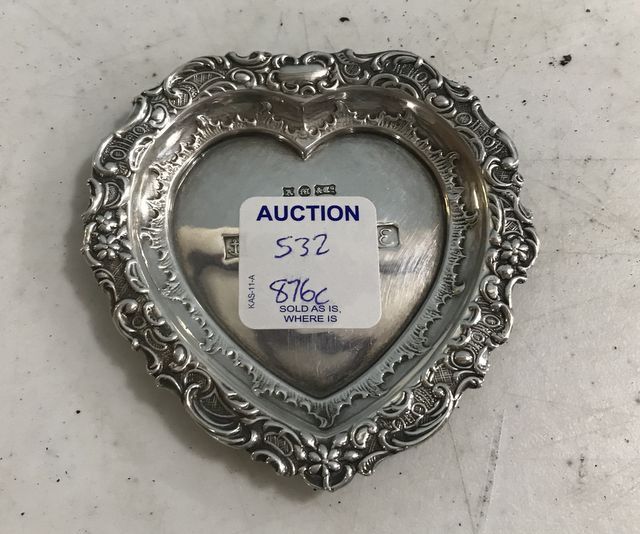 AUCTION
532
876c
SOLD AS IS,
WHERE IS
KAS-11-A